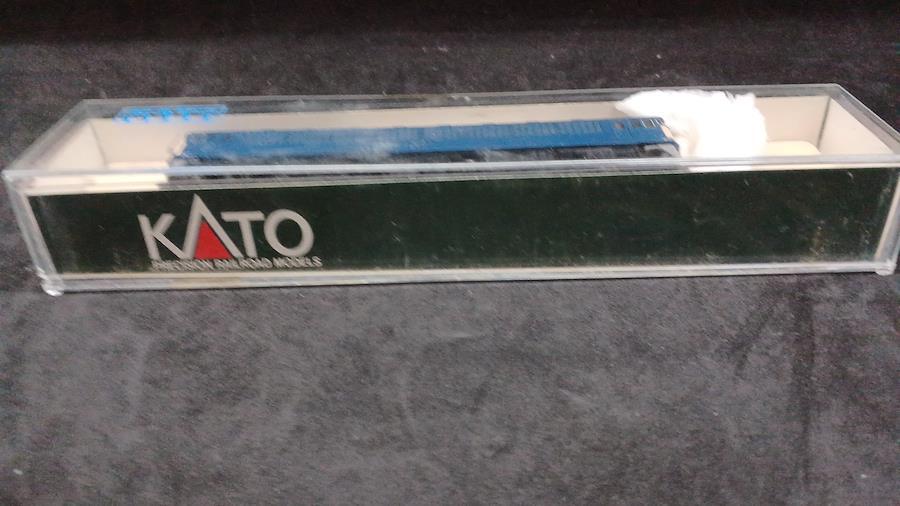 KATO
PRECISION RAILROAD MODELS